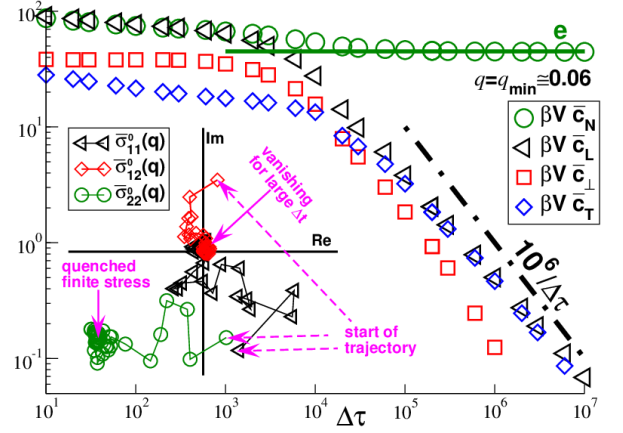 10²
e
q=q_min≅0.06
βV c̄_N
βV c̄_L
βV c̄_⊥
βV c̄_T
10¹
σ̄⁰₁₁(q)
σ̄⁰₁₂(q)
σ̄⁰₂₂(q)
Im
vanishing
for large Δt
10⁰
Re
quenched
finite stress
10⁶/Δτ
start of
trajectory
10⁻¹
10¹ 10² 10³ 10⁴ 10⁵ 10⁶ 10⁷
Δτ